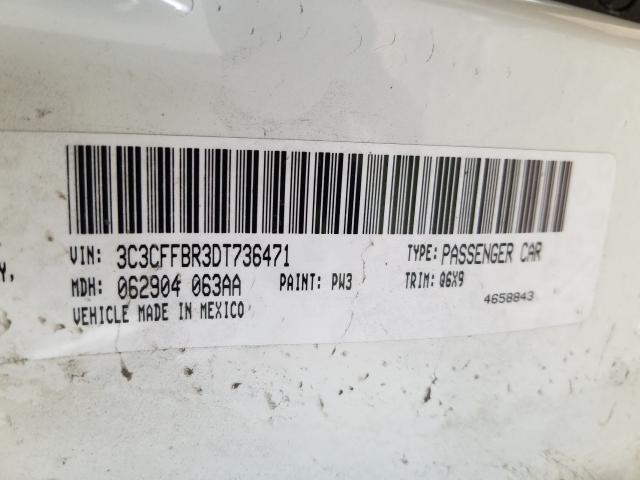 VIN: 3C3CFFBR3DT736471 TYPE: PASSENGER CAR
Y, MDH: 062904 063AA PAINT: PW3 TRIM: Q6X9
VEHICLE MADE IN MEXICO 4658843